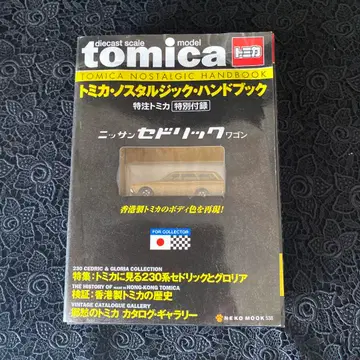 diecast scale model
tomica
トミカ
TOMICA NOSTALGIC HANDBOOK
トミカ・ノスタルジック・ハンドブック
特注トミカ 特別付録
ニッサン セドリック ワゴン
香港製トミカのボディ色を再現!
FOR COLLECTOR
230 CEDRIC & GLORIA COLLECTION
特集:トミカに見る230系セドリックとグロリア
THE HISTORY OF HONG-KONG TOMICA
検証:香港製トミカの歴史
VINTAGE CATALOGUE GALLERY
郷愁のトミカ カタログ・ギャラリー
NEKO MOOK